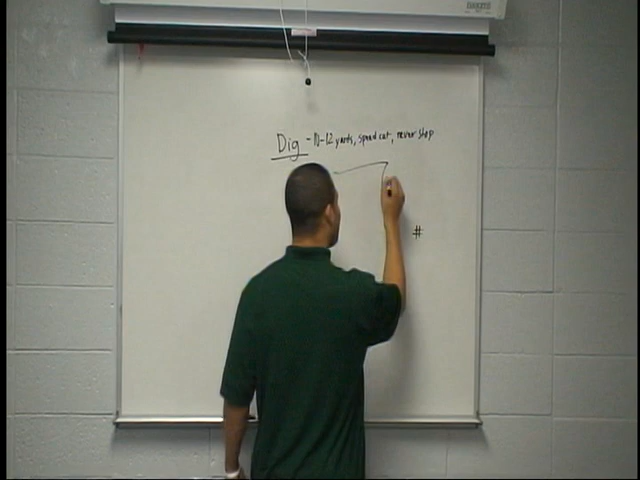 Dig - 10-12 yards, speed cut, never stop
#